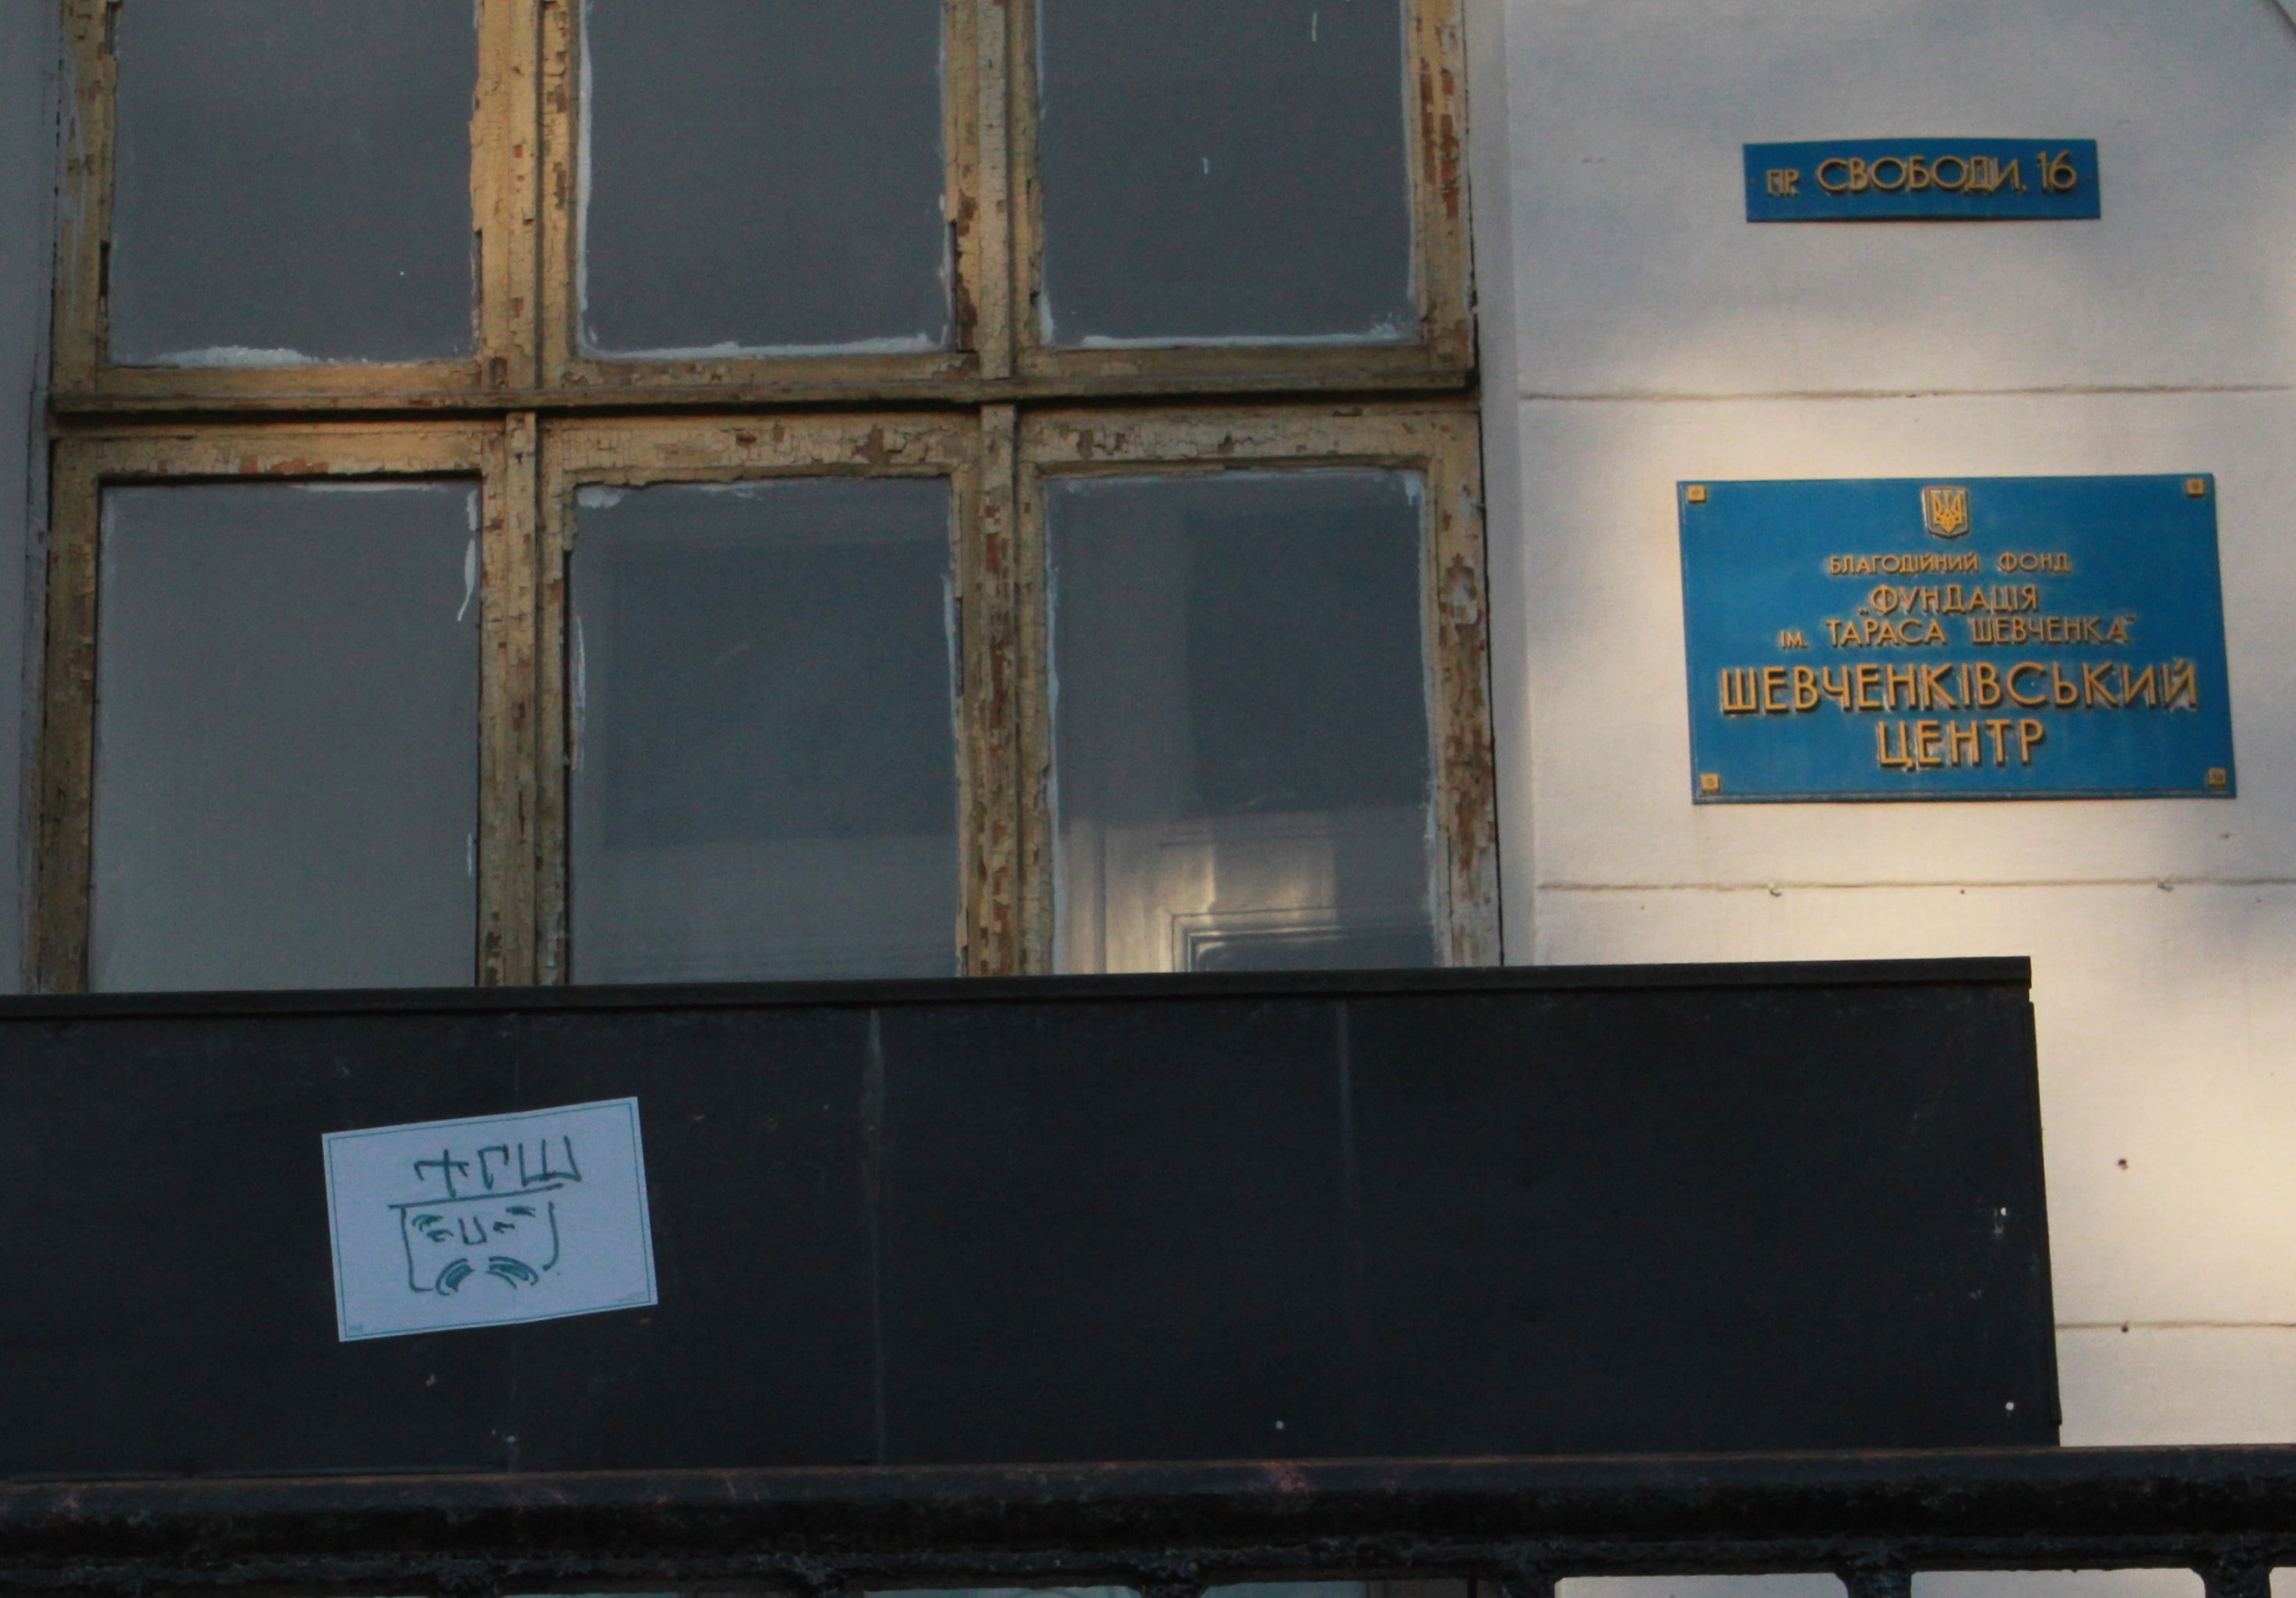 пр. СВОБОДИ, 16
БЛАГОДІЙНИЙ ФОНД
„ФУНДАЦІЯ
ІМ. ТАРАСА ШЕВЧЕНКА“
ШЕВЧЕНКІВСЬКИЙ
ЦЕНТР